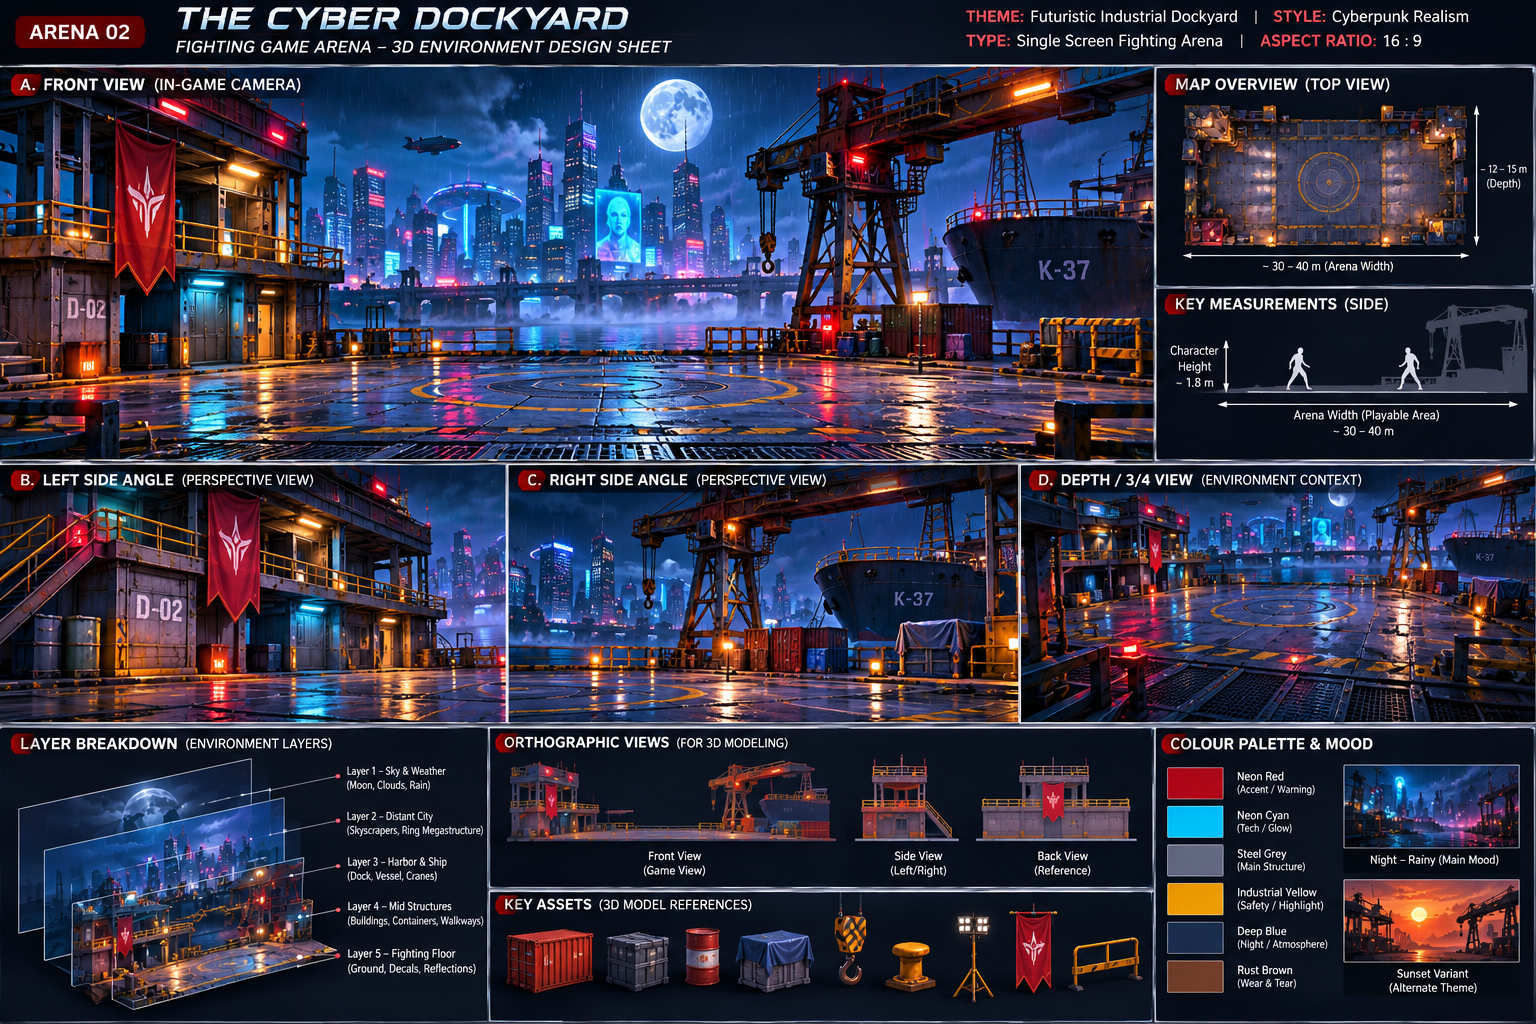 ARENA 02
THE CYBER DOCKYARD
FIGHTING GAME ARENA – 3D ENVIRONMENT DESIGN SHEET
THEME: Futuristic Industrial Dockyard | STYLE: Cyberpunk Realism
TYPE: Single Screen Fighting Arena | ASPECT RATIO: 16 : 9
A. FRONT VIEW (IN-GAME CAMERA)
D-02
K-37
MAP OVERVIEW (TOP VIEW)
~ 12 – 15 m
(Depth)
~ 30 – 40 m (Arena Width)
KEY MEASUREMENTS (SIDE)
Character
Height
~ 1.8 m
Arena Width (Playable Area)
~ 30 – 40 m
B. LEFT SIDE ANGLE (PERSPECTIVE VIEW)
D-02
C. RIGHT SIDE ANGLE (PERSPECTIVE VIEW)
K-37
D. DEPTH / 3/4 VIEW (ENVIRONMENT CONTEXT)
K-37
LAYER BREAKDOWN (ENVIRONMENT LAYERS)
Layer 1 – Sky & Weather
(Moon, Clouds, Rain)
Layer 2 – Distant City
(Skyscrapers, Ring Megastructure)
Layer 3 – Harbor & Ship
(Dock, Vessel, Cranes)
Layer 4 – Mid Structures
(Buildings, Containers, Walkways)
Layer 5 – Fighting Floor
(Ground, Decals, Reflections)
ORTHOGRAPHIC VIEWS (FOR 3D MODELING)
Front View
(Game View)
Side View
(Left/Right)
Back View
(Reference)
KEY ASSETS (3D MODEL REFERENCES)
COLOUR PALETTE & MOOD
Neon Red
(Accent / Warning)
Neon Cyan
(Tech / Glow)
Steel Grey
(Main Structure)
Industrial Yellow
(Safety / Highlight)
Deep Blue
(Night / Atmosphere)
Rust Brown
(Wear & Tear)
Night – Rainy (Main Mood)
Sunset Variant
(Alternate Theme)